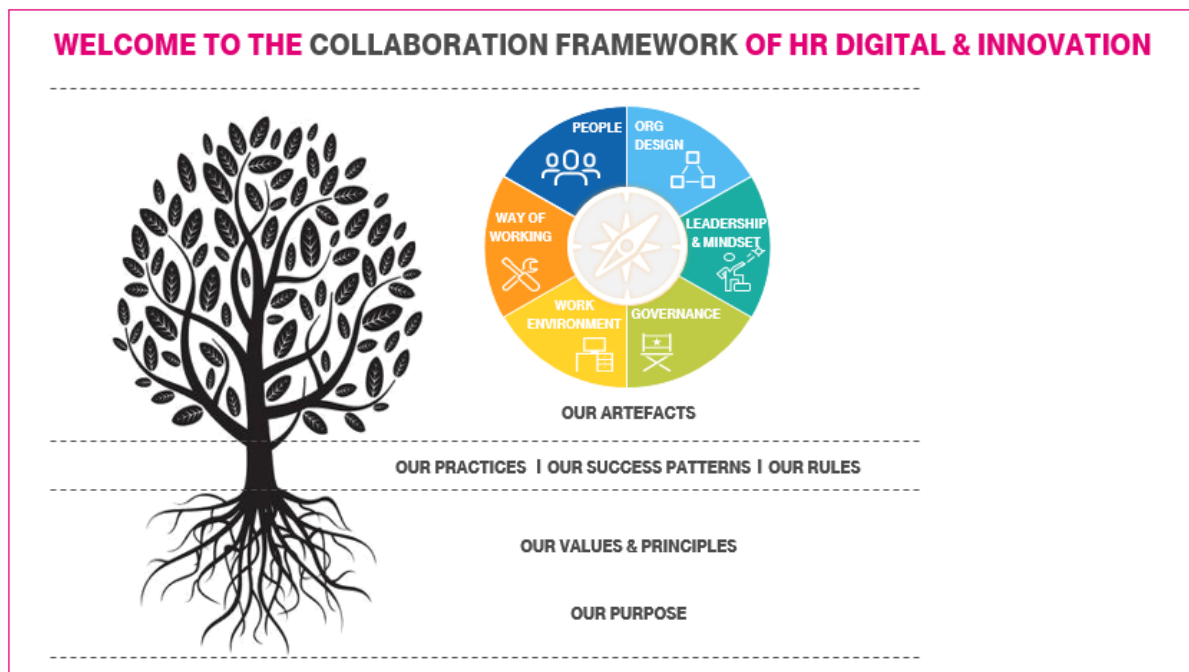 WELCOME TO THE COLLABORATION FRAMEWORK OF HR DIGITAL & INNOVATION
PEOPLE
ORG
DESIGN
WAY OF
WORKING
LEADERSHIP
& MINDSET
WORK
ENVIRONMENT
GOVERNANCE
OUR ARTEFACTS
OUR PRACTICES | OUR SUCCESS PATTERNS | OUR RULES
OUR VALUES & PRINCIPLES
OUR PURPOSE